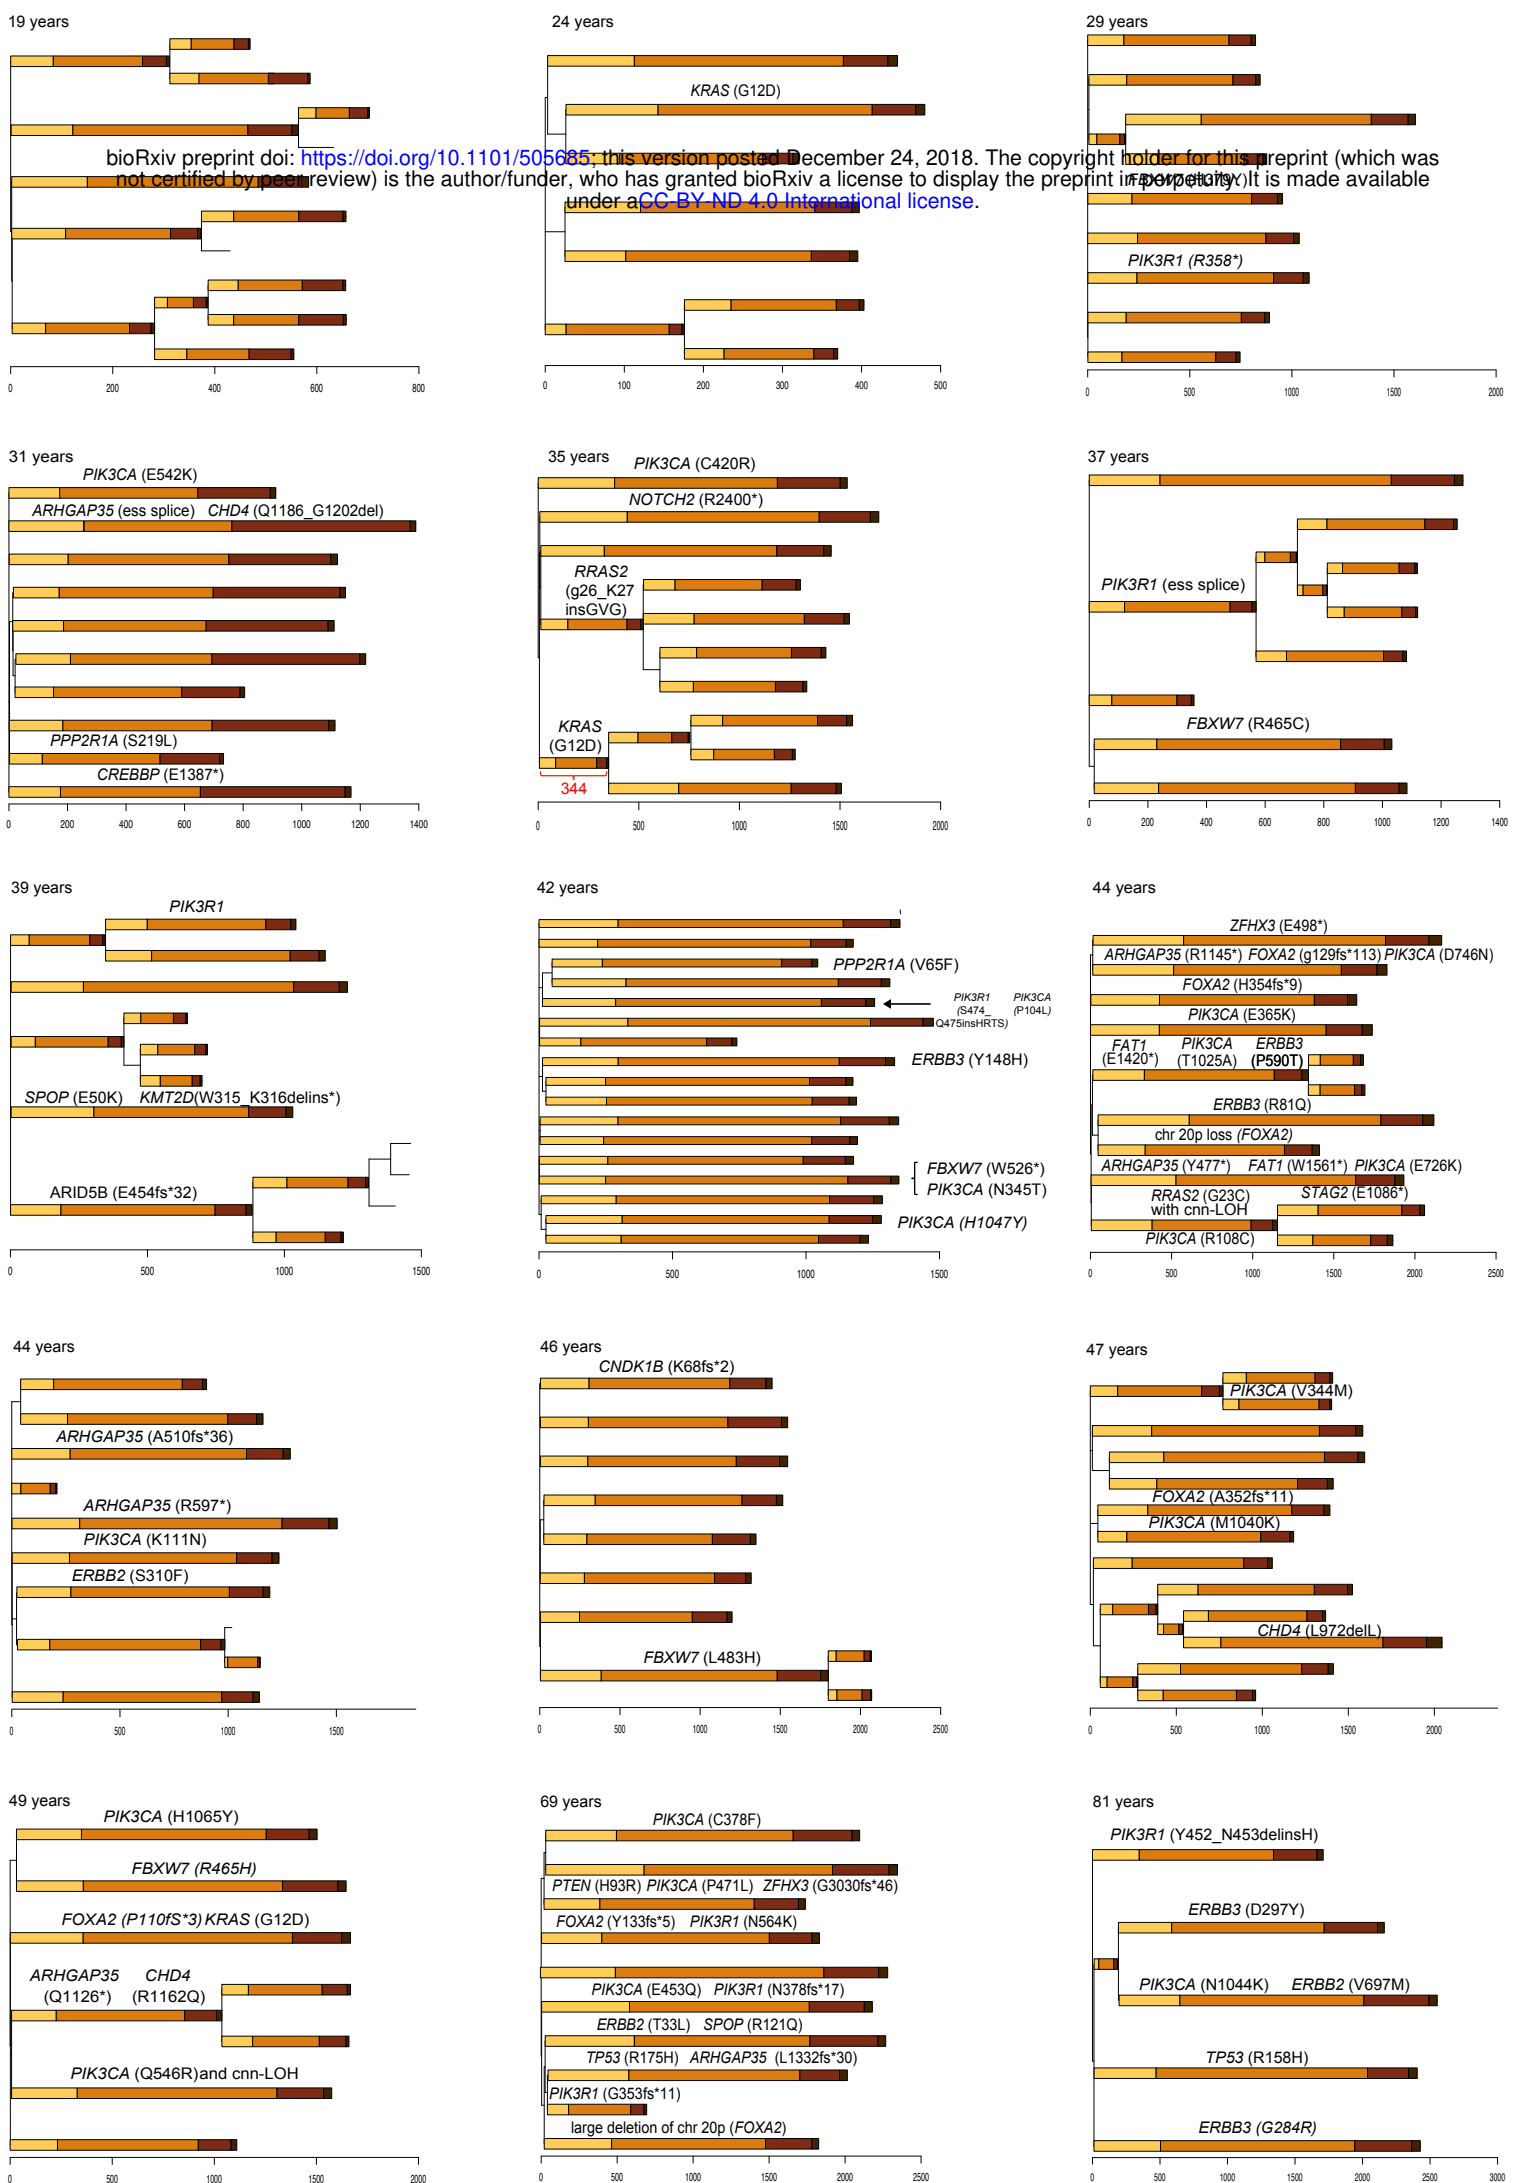 19 years
24 years
29 years
KRAS (G12D)
bioRxiv preprint doi: https://doi.org/10.1101/505685; this version posted December 24, 2018. The copyright holder for this preprint (which was
not certified by peer review) is the author/funder, who has granted bioRxiv a license to display the preprint in perpetuity. It is made available
under aCC-BY-ND 4.0 International license.
FBXW7 (H379Y)
PIK3R1 (R358*)
0 200 400 600 800
0 100 200 300 400 500
0 500 1000 1500 2000
31 years
PIK3CA (E542K)
ARHGAP35 (ess splice) CHD4 (Q1186_G1202del)
PPP2R1A (S219L)
CREBBP (E1387*)
0 200 400 600 800 1000 1200 1400
35 years
PIK3CA (C420R)
NOTCH2 (R2400*)
RRAS2
(g26_K27
insGVG)
KRAS
(G12D)
344
0 500 1000 1500 2000
37 years
PIK3R1 (ess splice)
FBXW7 (R465C)
0 200 400 600 800 1000 1200 1400
39 years
PIK3R1
SPOP (E50K) KMT2D(W315_K316delins*)
ARID5B (E454fs*32)
0 500 1000 1500
42 years
PPP2R1A (V65F)
PIK3R1 PIK3CA
(S474_ (P104L)
Q475insHRTS)
ERBB3 (Y148H)
FBXW7 (W526*)
PIK3CA (N345T)
PIK3CA (H1047Y)
0 500 1000 1500
44 years
ZFHX3 (E498*)
ARHGAP35 (R1145*) FOXA2 (g129fs*113) PIK3CA (D746N)
FOXA2 (H354fs*9)
PIK3CA (E365K)
FAT1 PIK3CA ERBB3
(E1420*) (T1025A) (P590T)
ERBB3 (R81Q)
chr 20p loss (FOXA2)
ARHGAP35 (Y477*) FAT1 (W1561*) PIK3CA (E726K)
RRAS2 (G23C) STAG2 (E1086*)
with cnn-LOH
PIK3CA (R108C)
0 500 1000 1500 2000 2500
44 years
ARHGAP35 (A510fs*36)
ARHGAP35 (R597*)
PIK3CA (K111N)
ERBB2 (S310F)
0 500 1000 1500
46 years
CNDK1B (K68fs*2)
FBXW7 (L483H)
0 500 1000 1500 2000 2500
47 years
PIK3CA (V344M)
FOXA2 (A352fs*11)
PIK3CA (M1040K)
CHD4 (L972delL)
0 500 1000 1500 2000
49 years
PIK3CA (H1065Y)
FBXW7 (R465H)
FOXA2 (P110fS*3) KRAS (G12D)
ARHGAP35 CHD4
(Q1126*) (R1162Q)
PIK3CA (Q546R)and cnn-LOH
0 500 1000 1500 2000
69 years
PIK3CA (C378F)
PTEN (H93R) PIK3CA (P471L) ZFHX3 (G3030fs*46)
FOXA2 (Y133fs*5) PIK3R1 (N564K)
PIK3CA (E453Q) PIK3R1 (N378fs*17)
ERBB2 (T33L) SPOP (R121Q)
TP53 (R175H) ARHGAP35 (L1332fs*30)
PIK3R1 (G353fs*11)
large deletion of chr 20p (FOXA2)
0 500 1000 1500 2000 2500
81 years
PIK3R1 (Y452_N453delinsH)
ERBB3 (D297Y)
PIK3CA (N1044K) ERBB2 (V697M)
TP53 (R158H)
ERBB3 (G284R)
0 500 1000 1500 2000 2500 3000